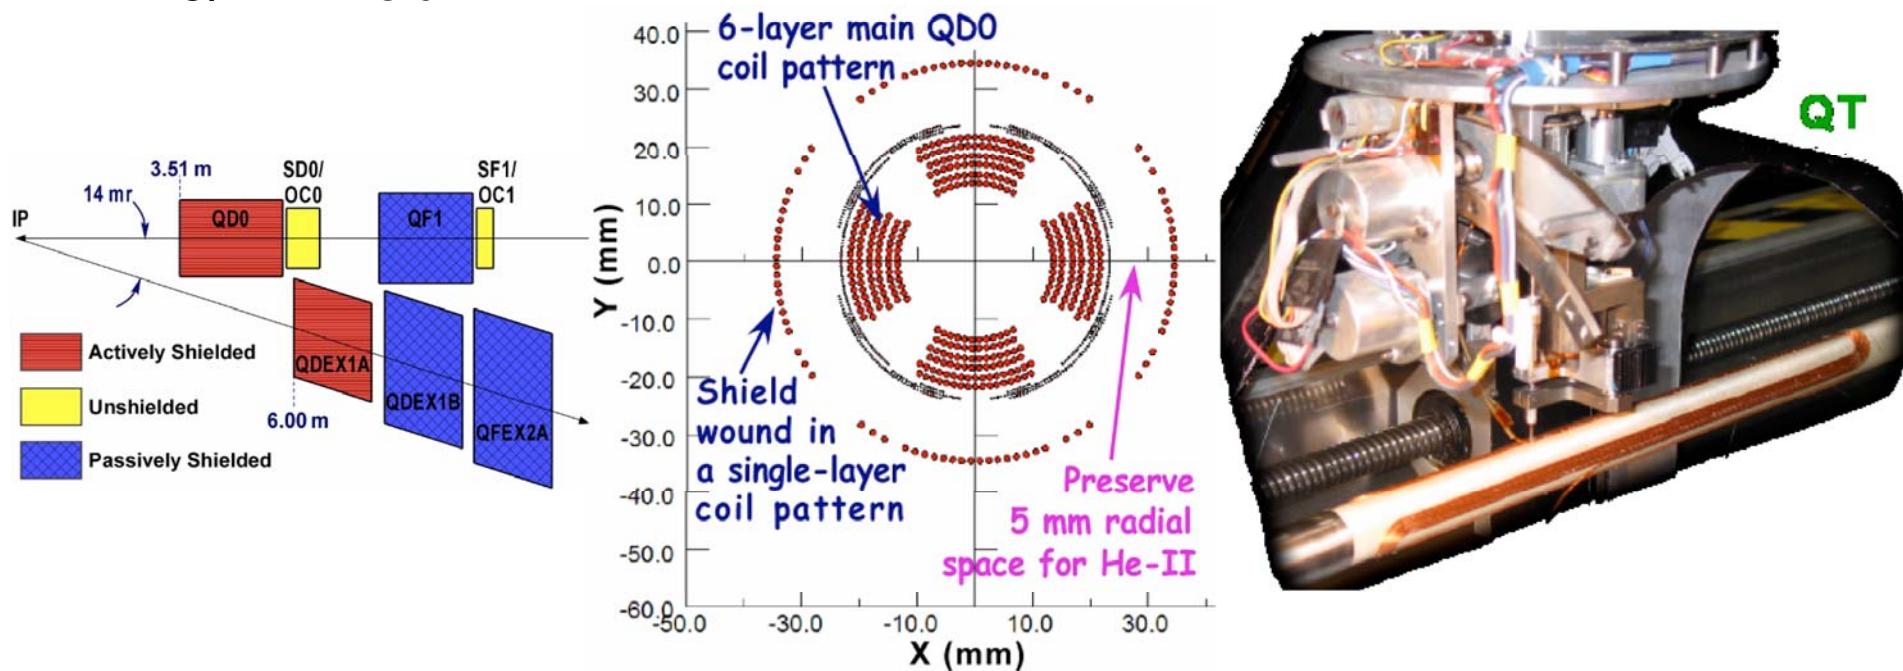 3.51 m
SD0/
OC0
SF1/
OC1
14 mr
IP
QD0
QF1
QDEX1A
QDEX1B
QFEX2A
6.00 m
Actively Shielded
Unshielded
Passively Shielded
6-layer main QD0
coil pattern
Shield
wound in
a single-layer
coil pattern
Preserve
5 mm radial
space for He-II
Y (mm)
40.0
30.0
20.0
10.0
0.0
-10.0
-20.0
-30.0
-40.0
-50.0
-60.0
-50.0
-30.0
-10.0
10.0
30.0
X (mm)
QT